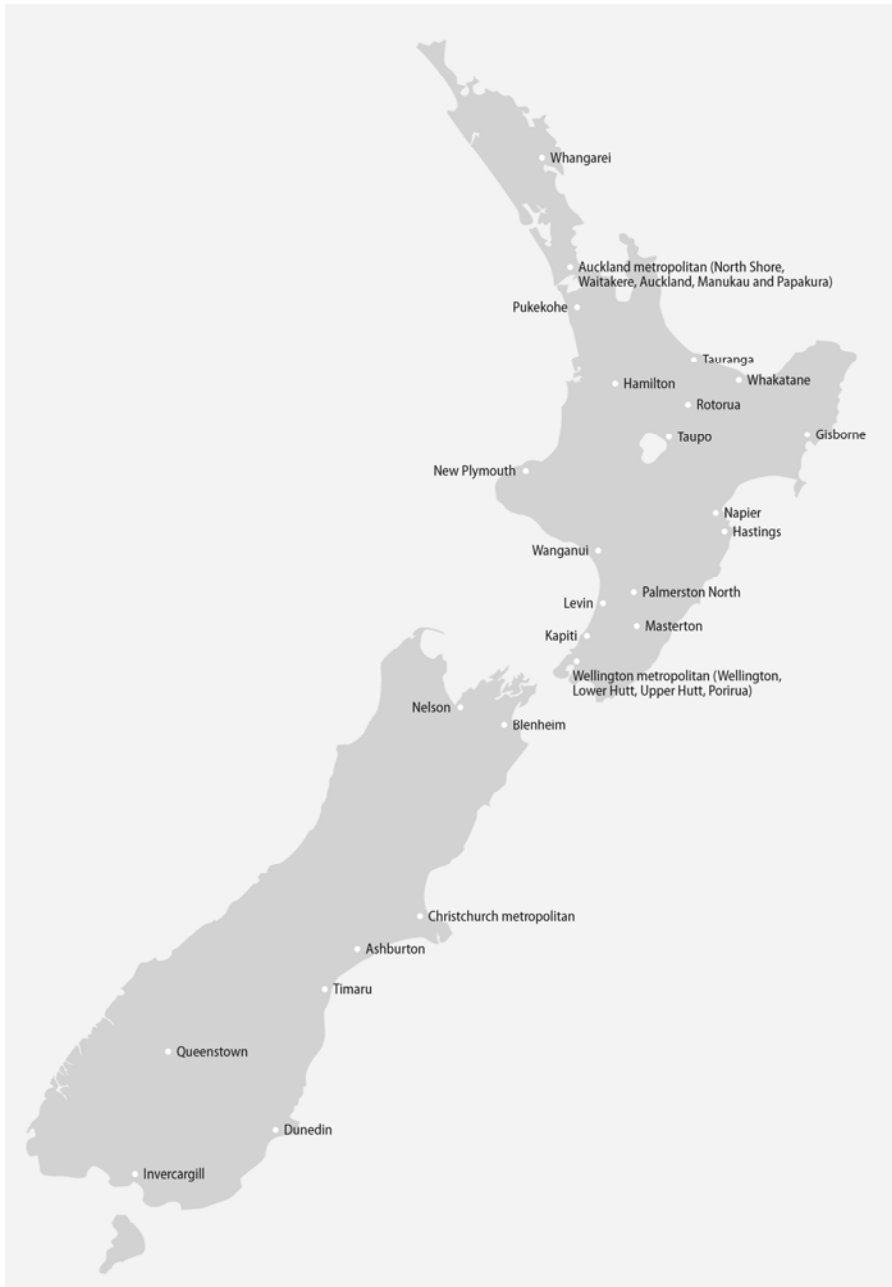 Whangarei
Auckland metropolitan (North Shore,
Waitakere, Auckland, Manukau and Papakura)
Pukekohe
Tauranga
Whakatane
Hamilton
Rotorua
Taupo
Gisborne
New Plymouth
Napier
Hastings
Wanganui
Palmerston North
Levin
Masterton
Kapiti
Wellington metropolitan (Wellington,
Lower Hutt, Upper Hutt, Porirua)
Nelson
Blenheim
Christchurch metropolitan
Ashburton
Timaru
Queenstown
Dunedin
Invercargill